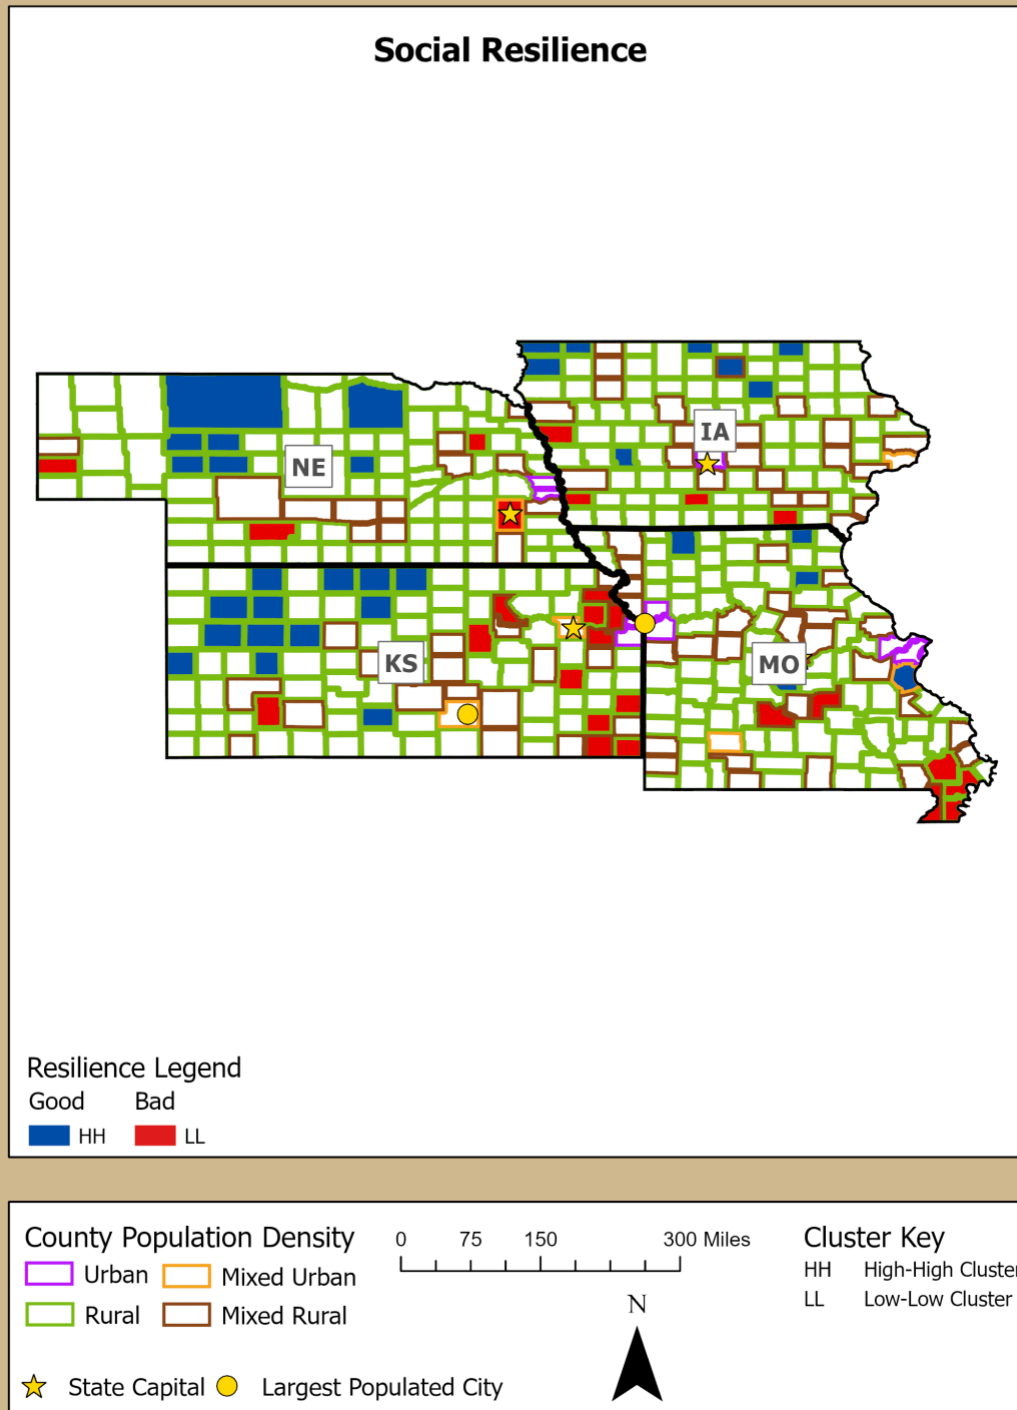 Social Resilience
IA
NE
KS
MO
Resilience Legend
Good Bad
HH LL
County Population Density
Urban Mixed Urban
Rural Mixed Rural
State Capital Largest Populated City
0 75 150 300 Miles
N
Cluster Key
HH High-High Cluster
LL Low-Low Cluster